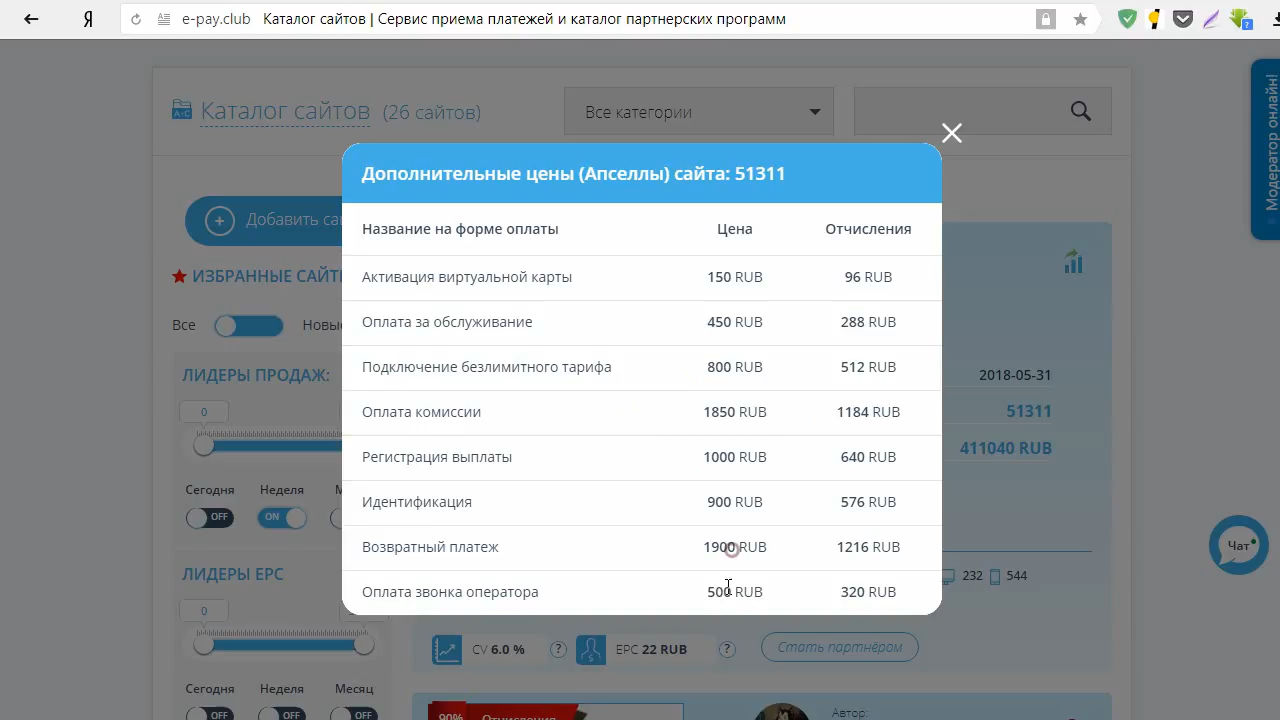 Я
e-pay.club Каталог сайтов | Сервис приема платежей и каталог партнерских программ
Каталог сайтов (26 сайтов)
Все категории
Модератор онлайн!
Дополнительные цены (Апселлы) сайта: 51311
Добавить са
Название на форме оплаты Цена Отчисления
ИЗБРАННЫЕ САЙТ
Активация виртуальной карты 150 RUB 96 RUB
Все Новы
Оплата за обслуживание 450 RUB 288 RUB
ЛИДЕРЫ ПРОДАЖ:
Подключение безлимитного тарифа 800 RUB 512 RUB
2018-05-31
0
Оплата комиссии 1850 RUB 1184 RUB
51311
Регистрация выплаты 1000 RUB 640 RUB
411040 RUB
Сегодня Неделя М
Идентификация 900 RUB 576 RUB
OFF ON
Возвратный платеж 1900 RUB 1216 RUB
Чат
ЛИДЕРЫ EPC
232 544
Оплата звонка оператора 500 RUB 320 RUB
0
CV 6.0 % ? EPC 22 RUB ? Стать партнёром
Сегодня Неделя Месяц
OFF OFF OFF
90% Отчисления
Автор: